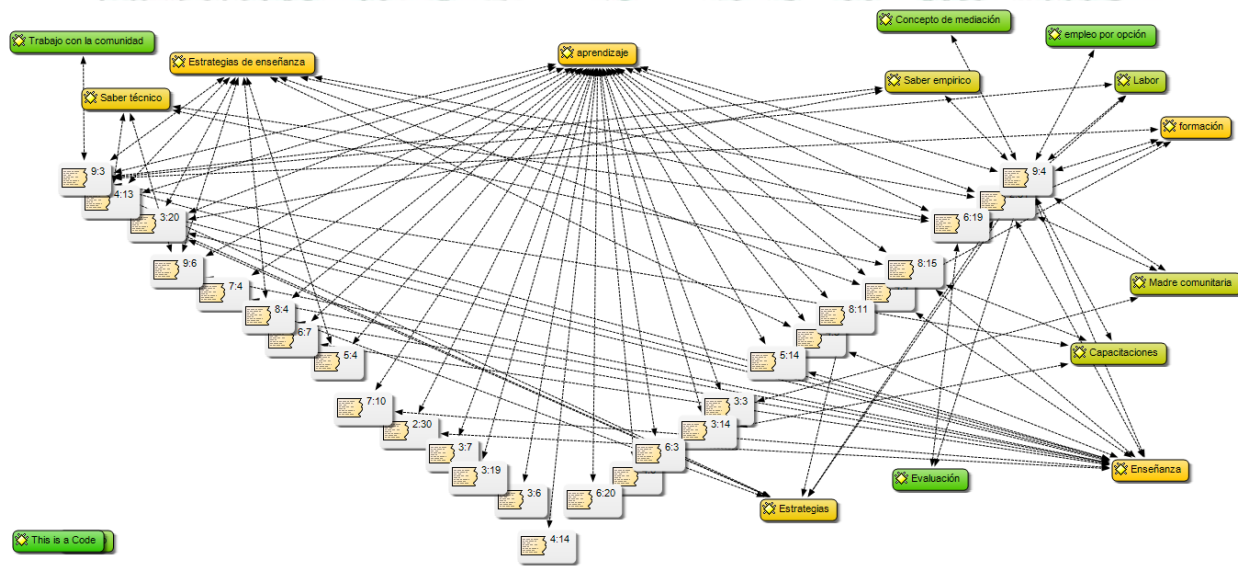 Concepto de mediación
empleo por opción
Trabajo con la comunidad
Estrategias de enseñanza
aprendizaje
Saber empirico
Labor
Saber técnico
formación
9:3
4:13
3:20
9:6
7:4
8:4
6:7
5:4
7:10
2:30
3:7
3:19
3:6
4:14
6:20
6:3
3:14
3:3
5:14
8:11
8:15
6:19
9:4
Madre comunitaria
Capacitaciones
Enseñanza
Evaluación
Estrategias
This is a Code